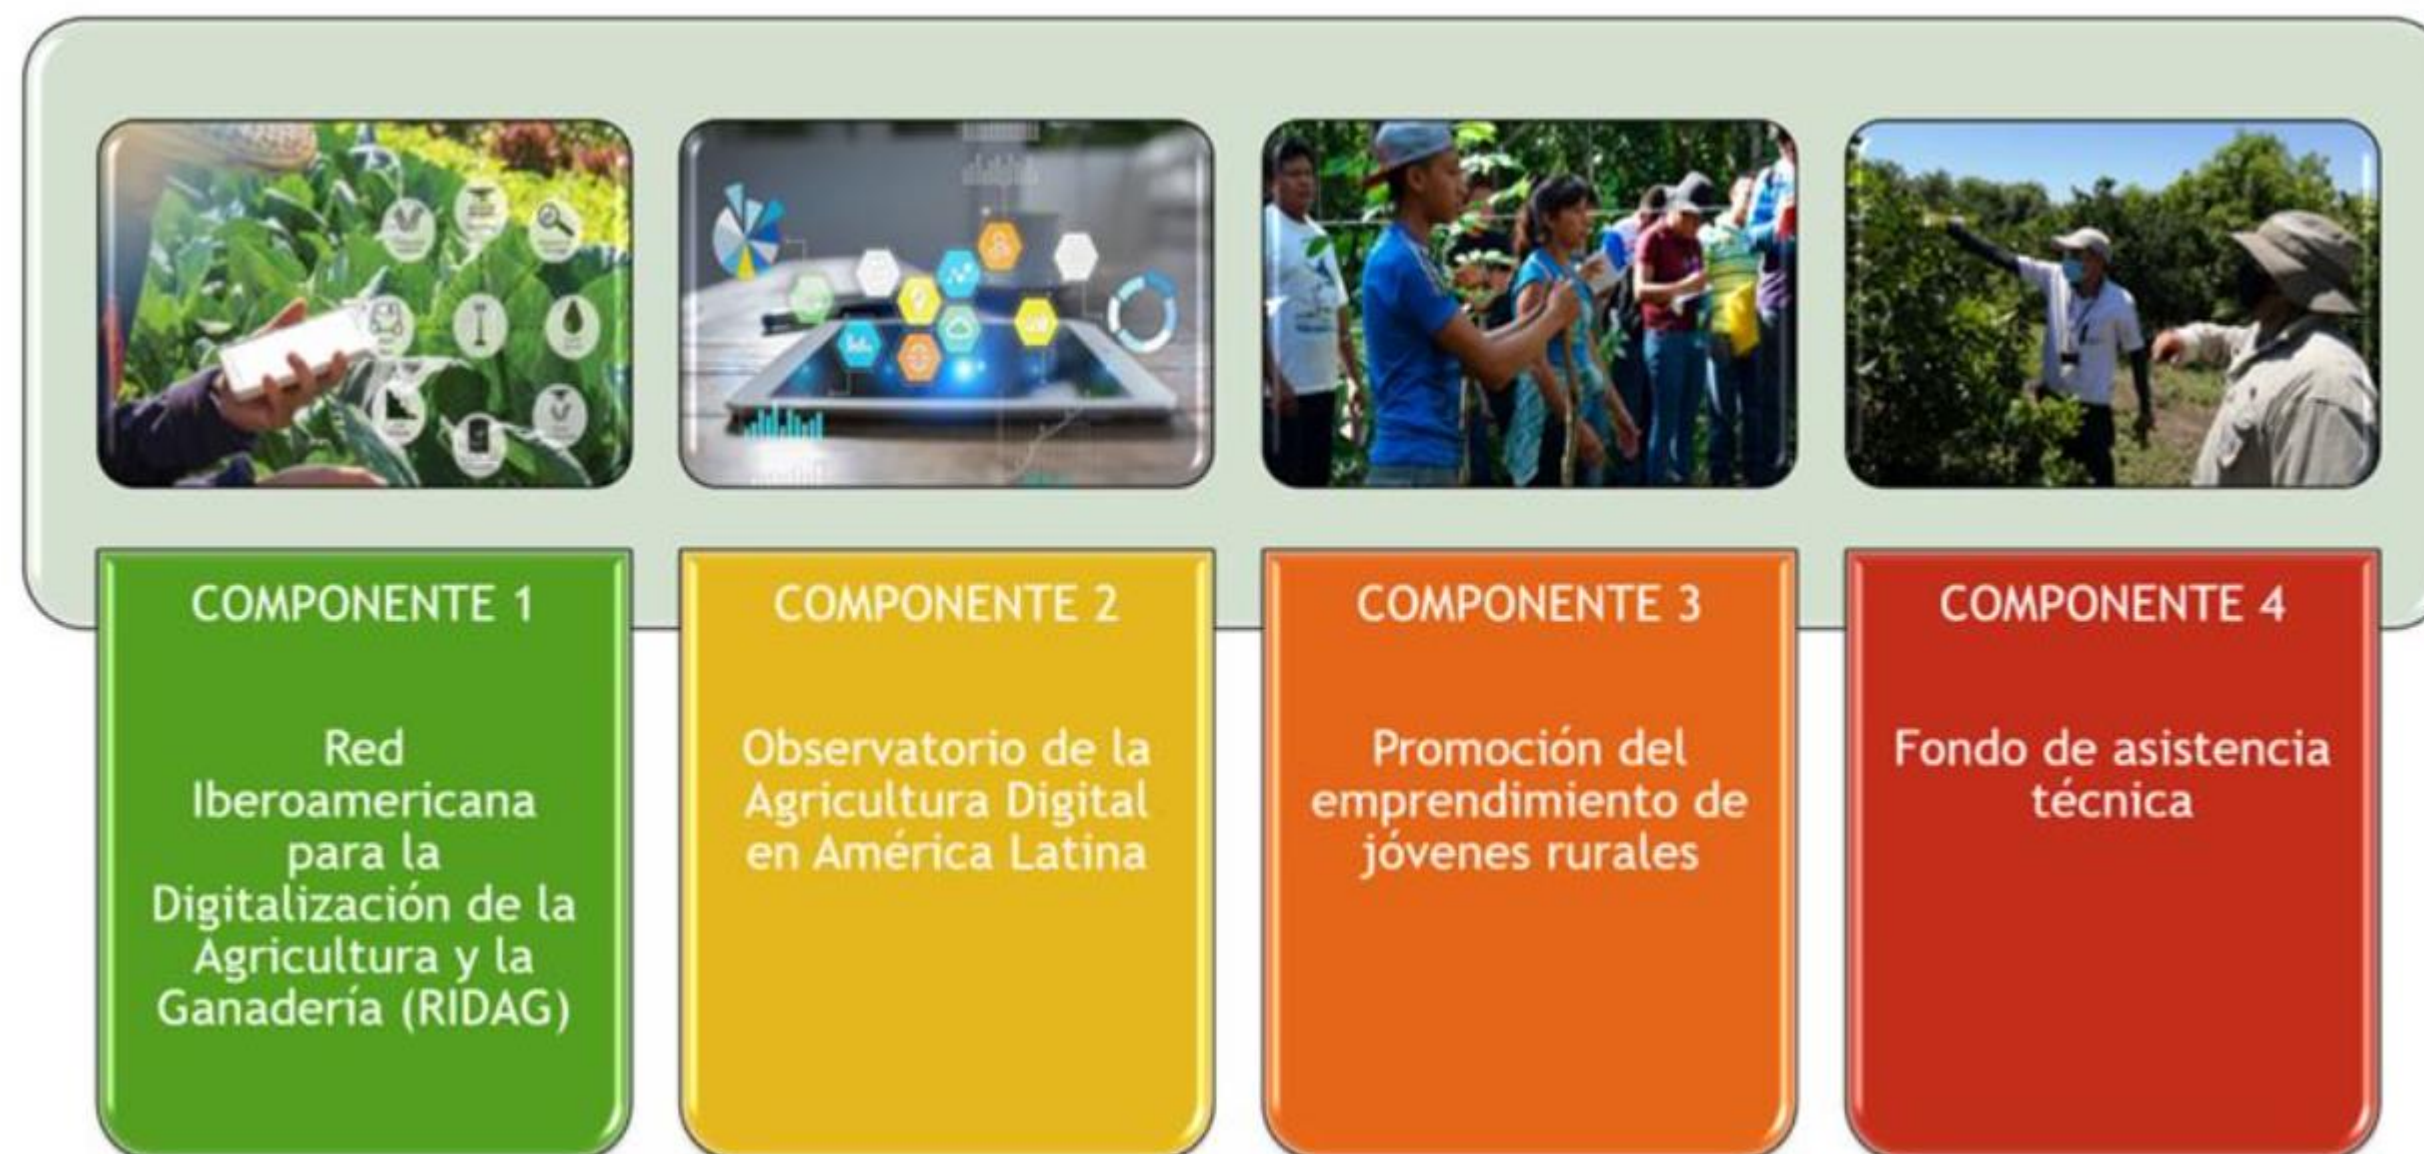 COMPONENTE 1
Red
Iberoamericana
para la
Digitalización de la
Agricultura y la
Ganadería (RIDAG)
COMPONENTE 2
Observatorio de la
Agricultura Digital
en América Latina
COMPONENTE 3
Promoción del
emprendimiento de
jóvenes rurales
COMPONENTE 4
Fondo de asistencia
técnica